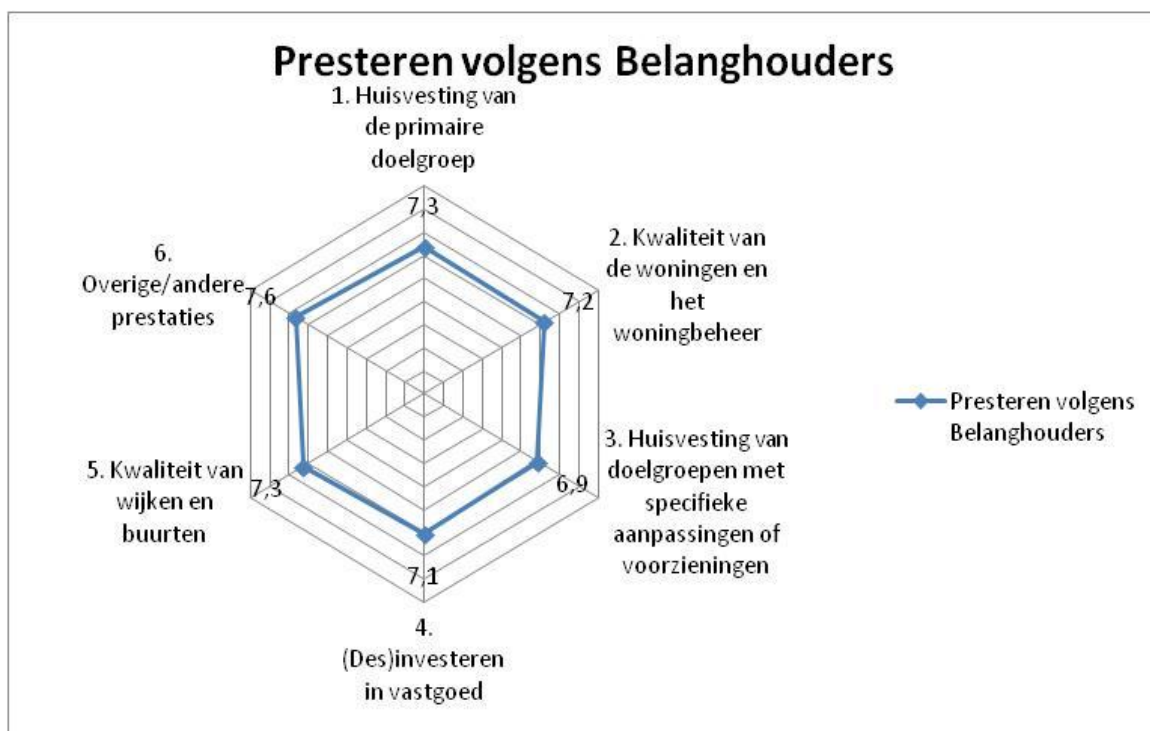 Presteren volgens Belanghouders
1. Huisvesting van
de primaire
doelgroep
7,3
2. Kwaliteit van
de woningen en
het
woningbeheer
7,2
3. Huisvesting van
doelgroepen met
specifieke
aanpassingen of
voorzieningen
6,9
4.
(Des)investeren
in vastgoed
7,1
5. Kwaliteit van
wijken en
buurten
7,3
6.
Overige/andere
prestaties
7,6
Presteren volgens
Belanghouders